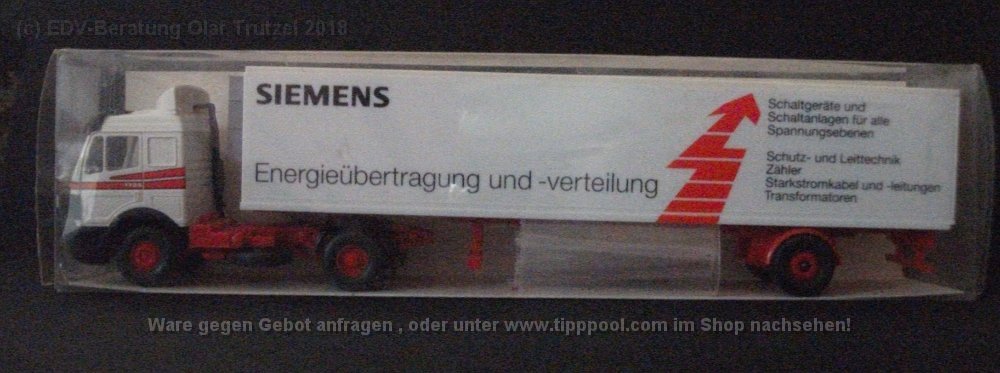 (c) EDV-Beratung Olaf Trutzel 2018
SIEMENS
Energieübertragung und -verteilung
Schaltgeräte und
Schaltanlagen für alle
Spannungsebenen
Schutz- und Leittechnik
Zähler
Starkstromkabel und -leitungen
Transformatoren
Ware gegen Gebot anfragen , oder unter www.tipppool.com im Shop nachsehen!